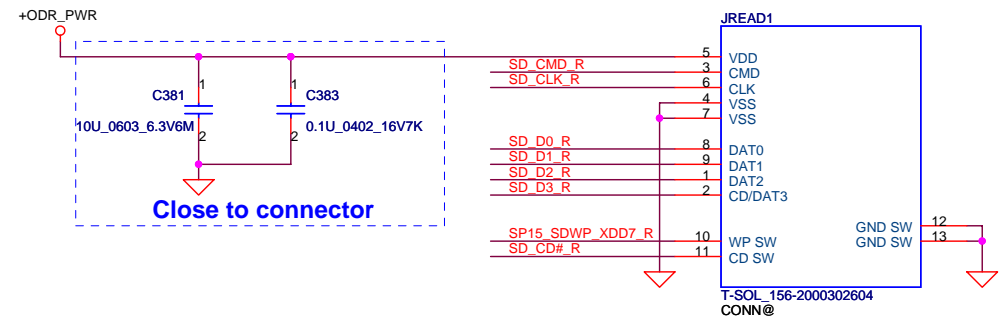 +ODR_PWR
JREAD1
5 VDD
SD_CMD_R 3 CMD
SD_CLK_R 6 CLK
4 VSS
7 VSS
1 C381 2
10U_0603_6.3V6M
1 C383 2
0.1U_0402_16V7K
Close to connector
SD_D0_R 8 DAT0
SD_D1_R 9 DAT1
SD_D2_R 1 DAT2
SD_D3_R 2 CD/DAT3
SP15_SDWP_XDD7_R 10 WP SW
SD_CD#_R 11 CD SW
GND SW 12
GND SW 13
T-SOL_156-2000302604
CONN@